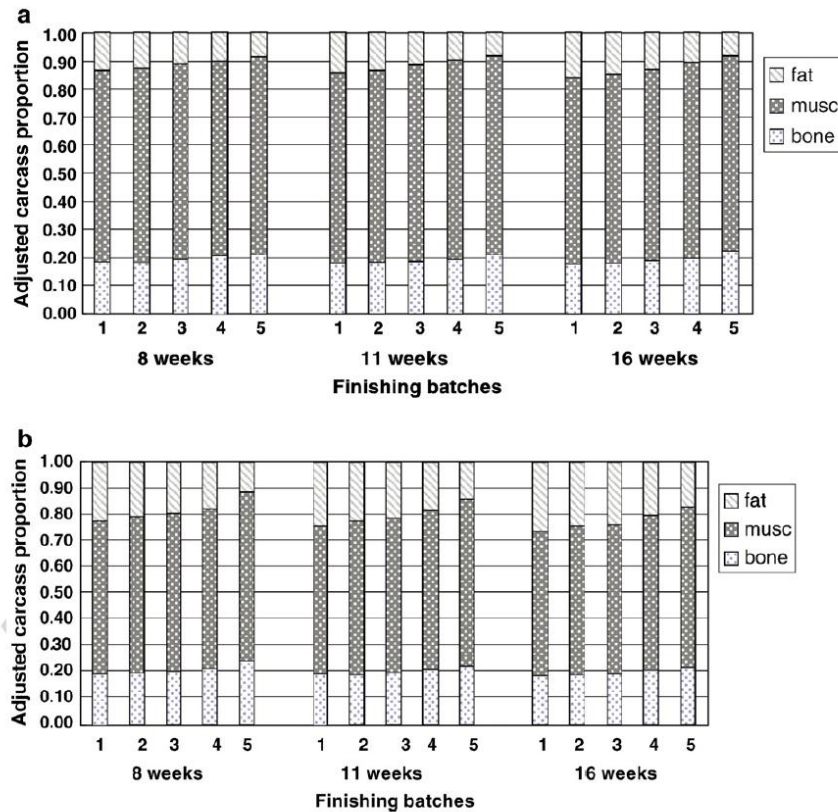 a
Adjusted carcass proportion
1.00
0.90
0.80
0.70
0.60
0.50
0.40
0.30
0.20
0.10
0.00
1 2 3 4 5 1 2 3 4 5 1 2 3 4 5
8 weeks 11 weeks 16 weeks
Finishing batches
fat
musc
bone
b
Adjusted carcass proportion
1.00
0.90
0.80
0.70
0.60
0.50
0.40
0.30
0.20
0.10
0.00
1 2 3 4 5 1 2 3 4 5 1 2 3 4 5
8 weeks 11 weeks 16 weeks
Finishing batches
fat
musc
bone